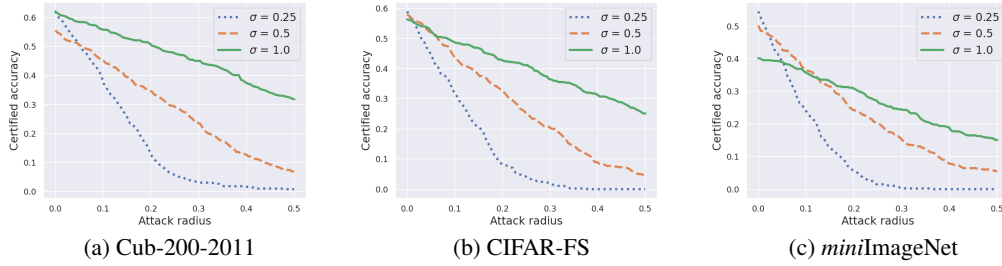 Certified accuracy
0.6
0.5
0.4
0.3
0.2
0.1
0.0
σ = 0.25
σ = 0.5
σ = 1.0
0.0 0.1 0.2 0.3 0.4 0.5
Attack radius
(a) Cub-200-2011
Certified accuracy
0.6
0.5
0.4
0.3
0.2
0.1
0.0
σ = 0.25
σ = 0.5
σ = 1.0
0.0 0.1 0.2 0.3 0.4 0.5
Attack radius
(b) CIFAR-FS
Certified accuracy
0.5
0.4
0.3
0.2
0.1
0.0
σ = 0.25
σ = 0.5
σ = 1.0
0.0 0.1 0.2 0.3 0.4 0.5
Attack radius
(c) miniImageNet